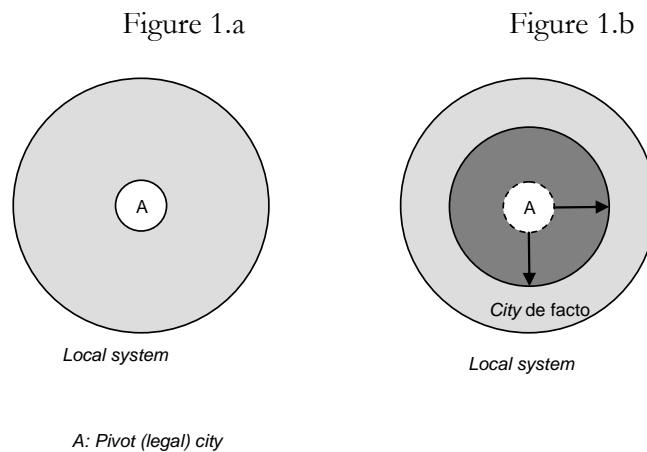 Figure 1.a
Figure 1.b
A
A
City de facto
Local system
Local system
A: Pivot (legal) city